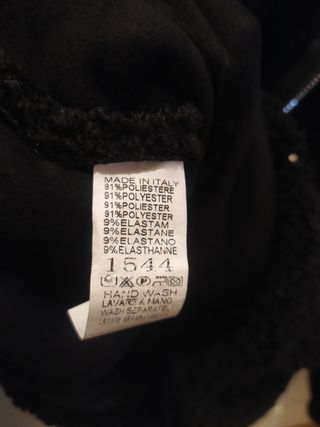 MADE IN ITALY
91%POLIESTERE
91%POLYESTER
91%POLIESTER
91%POLYESTER
9%ELASTAM
9%ELASTANE
9%ELASTANO
9%ELASTHANNE
1544
HAND WASH
LAVARE A MANO
WASH SEPARATELY
LAVARE